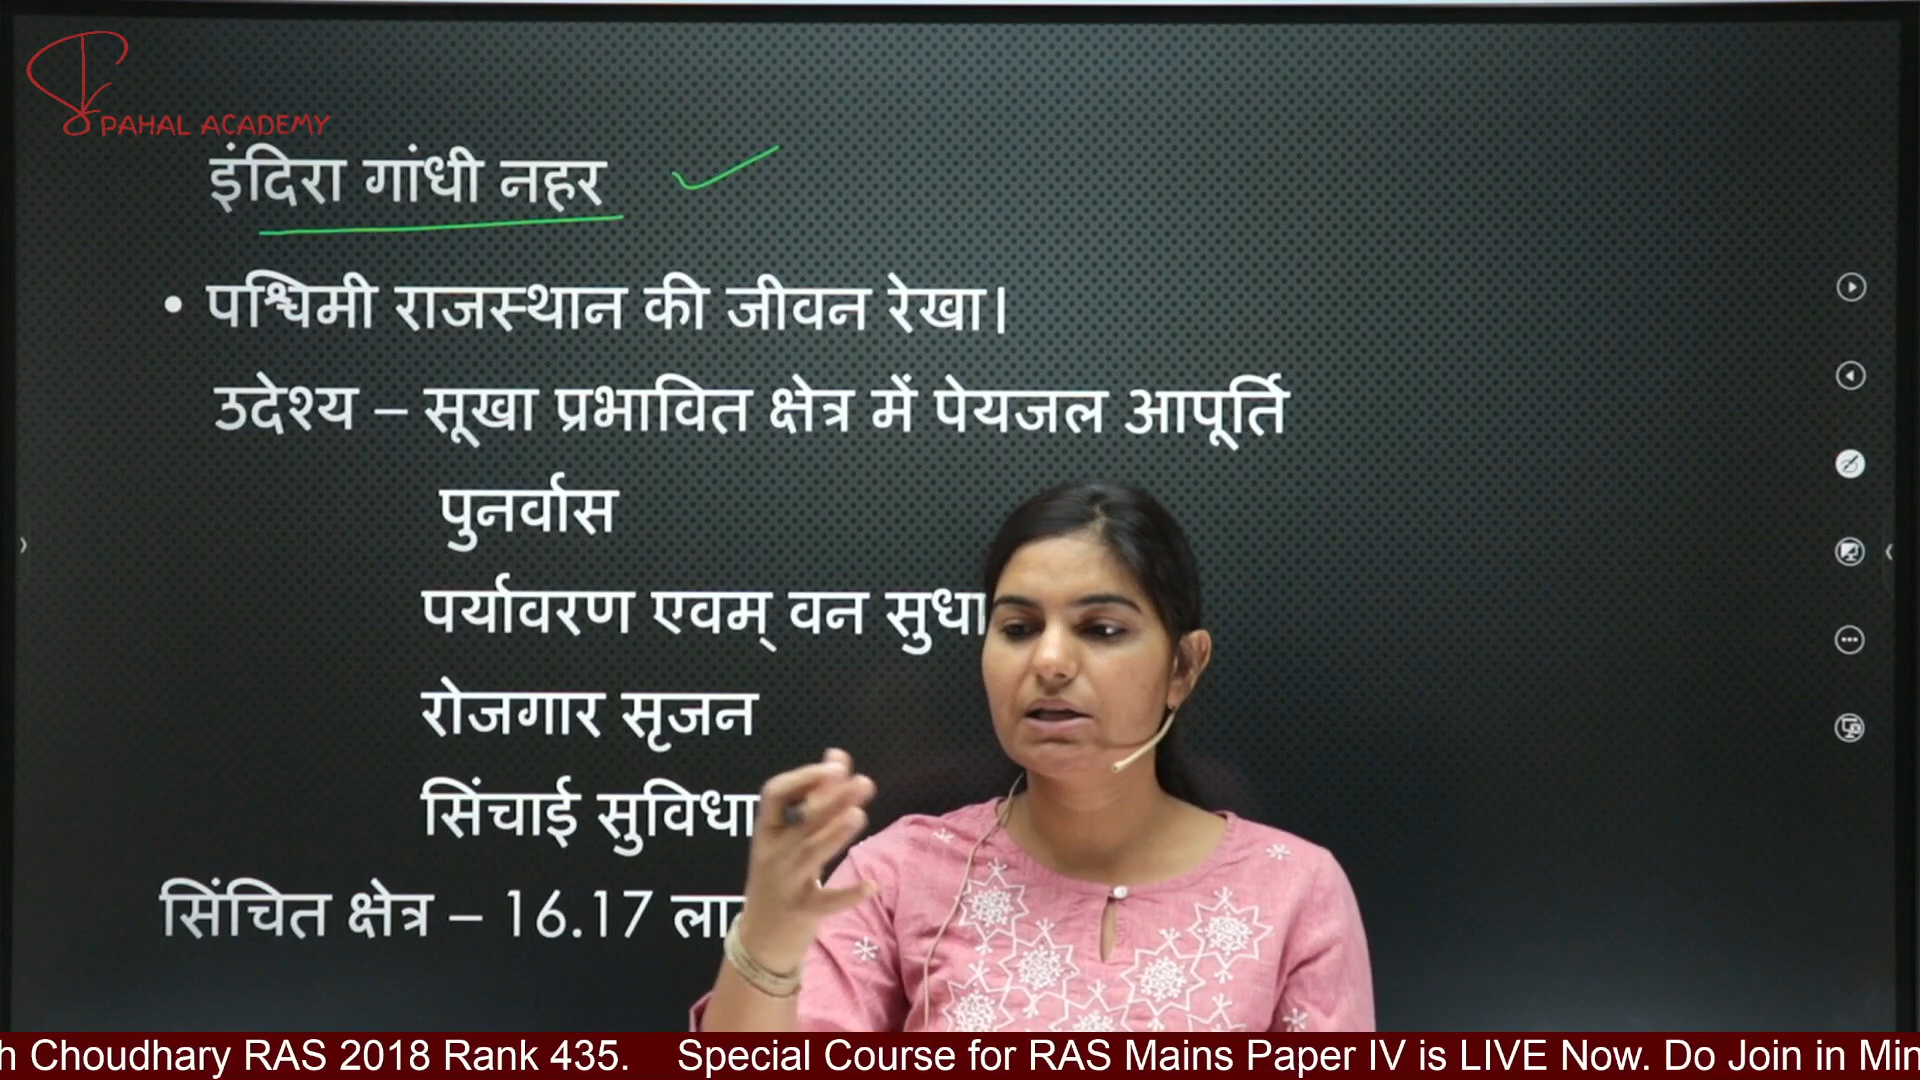 PAHAL ACADEMY
इंदिरा गांधी नहर
• पश्चिमी राजस्थान की जीवन रेखा।
उदेश्य – सूखा प्रभावित क्षेत्र में पेयजल आपूर्ति
पुनर्वास
पर्यावरण एवम् वन
रोजगार सृजन
सिंचाई सुविधा
सिंचित क्षेत्र – 16.17
Choudhary RAS 2018 Rank 435. Special Course for RAS Mains Paper IV is LIVE Now. Do Join in